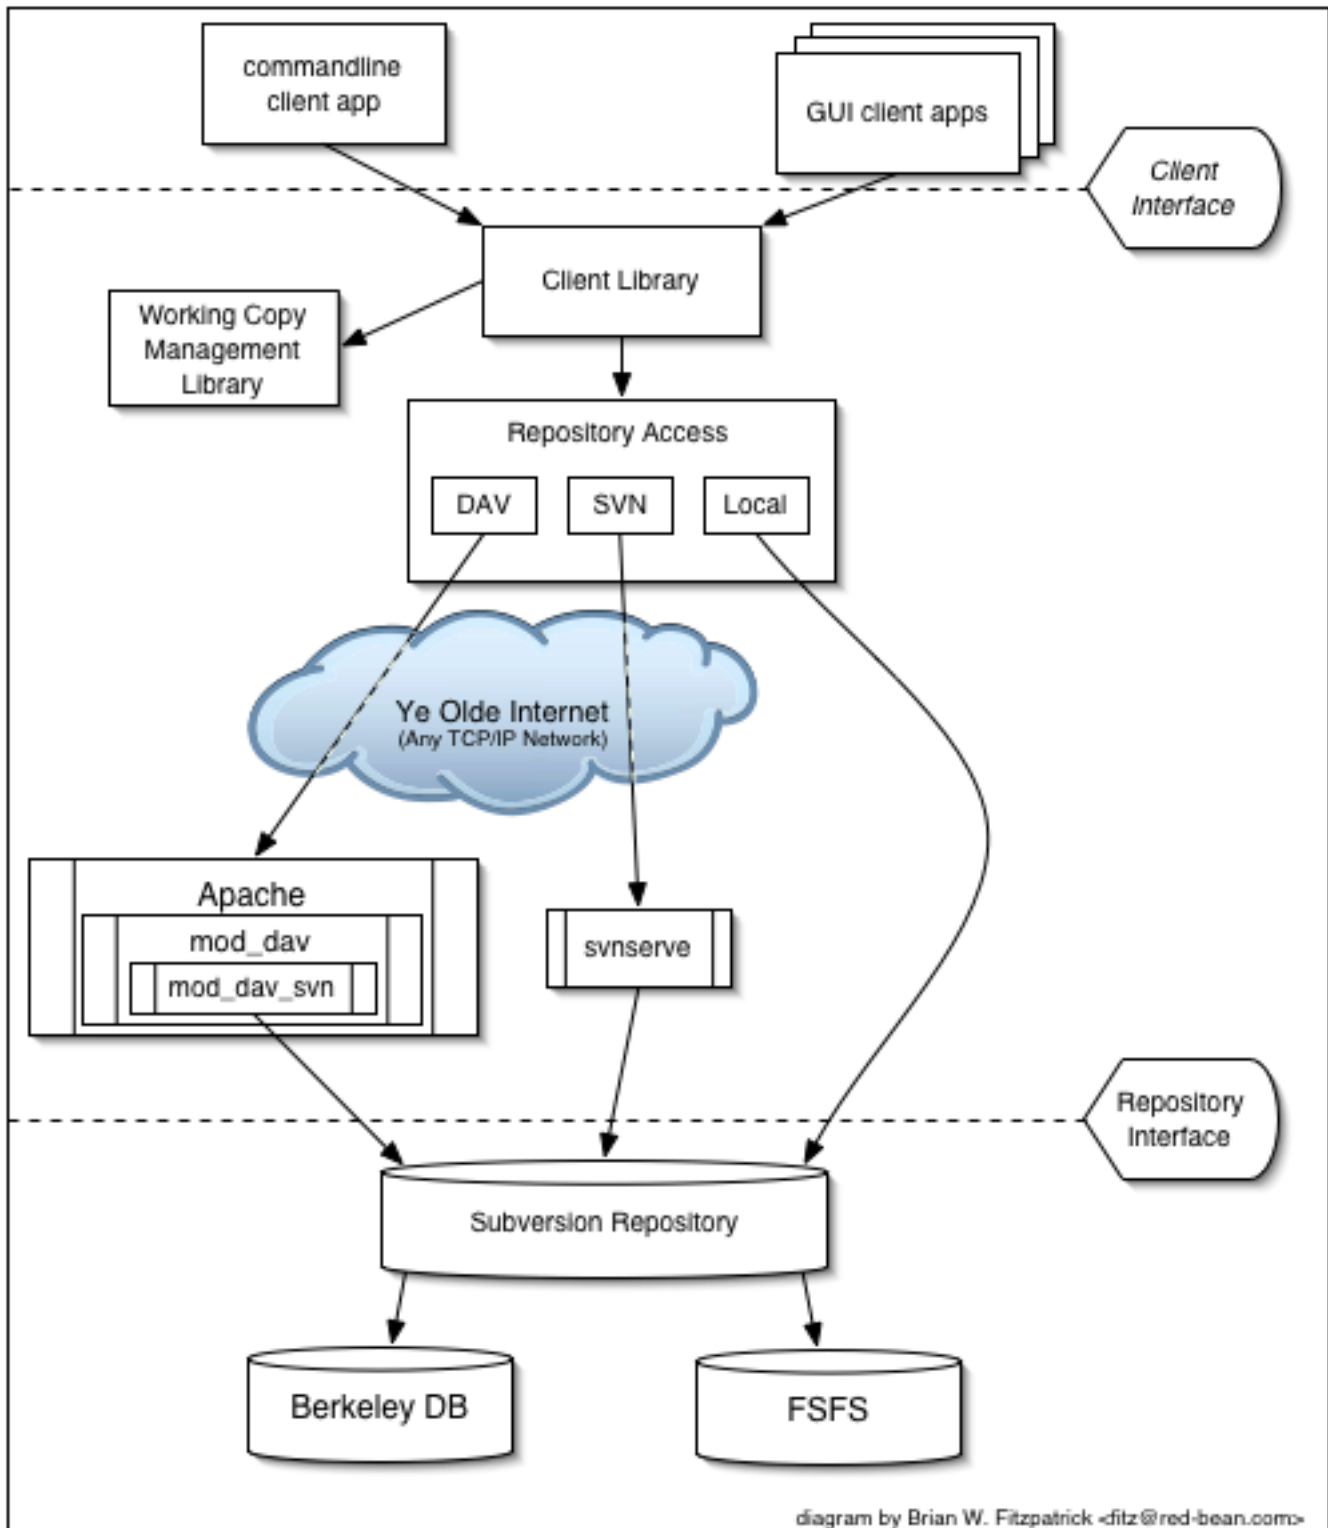 commandline
client app
GUI client apps
Client
Interface
Client Library
Working Copy
Management
Library
Repository Access
DAV
SVN
Local
Ye Olde Internet
(Any TCP/IP Network)
Apache
mod_dav
mod_dav_svn
svnserve
Repository
Interface
Subversion Repository
Berkeley DB
FSFS
diagram by Brian W. Fitzpatrick <fitz@red-bean.com>